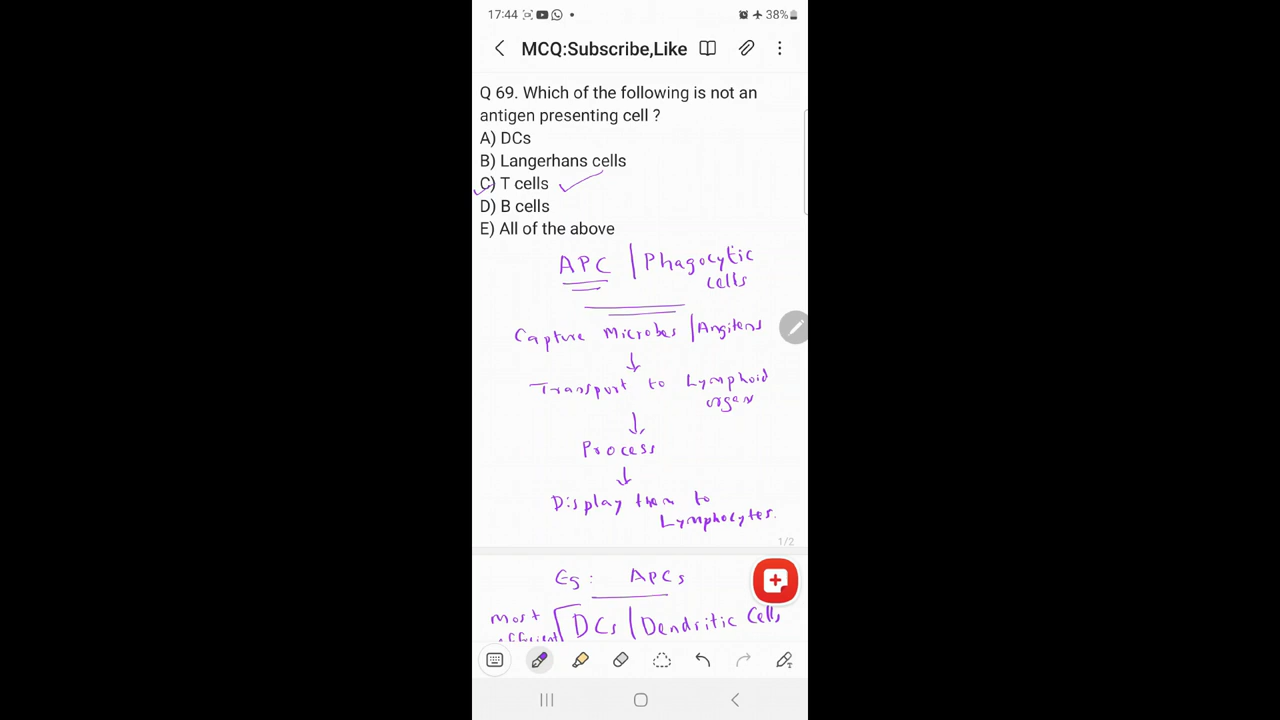 17:44
38%
MCQ:Subscribe,Like
Q 69. Which of the following is not an
antigen presenting cell ?
A) DCs
B) Langerhans cells
C) T cells
D) B cells
E) All of the above
APC | Phagocytic
cells
Capture Microbes | Angitens
Transport to Lymphoid
organ
Process
Display them to
Lymphocytes.
1/2
Eg: APCs
most
efficient DCs | Dendritic Cells